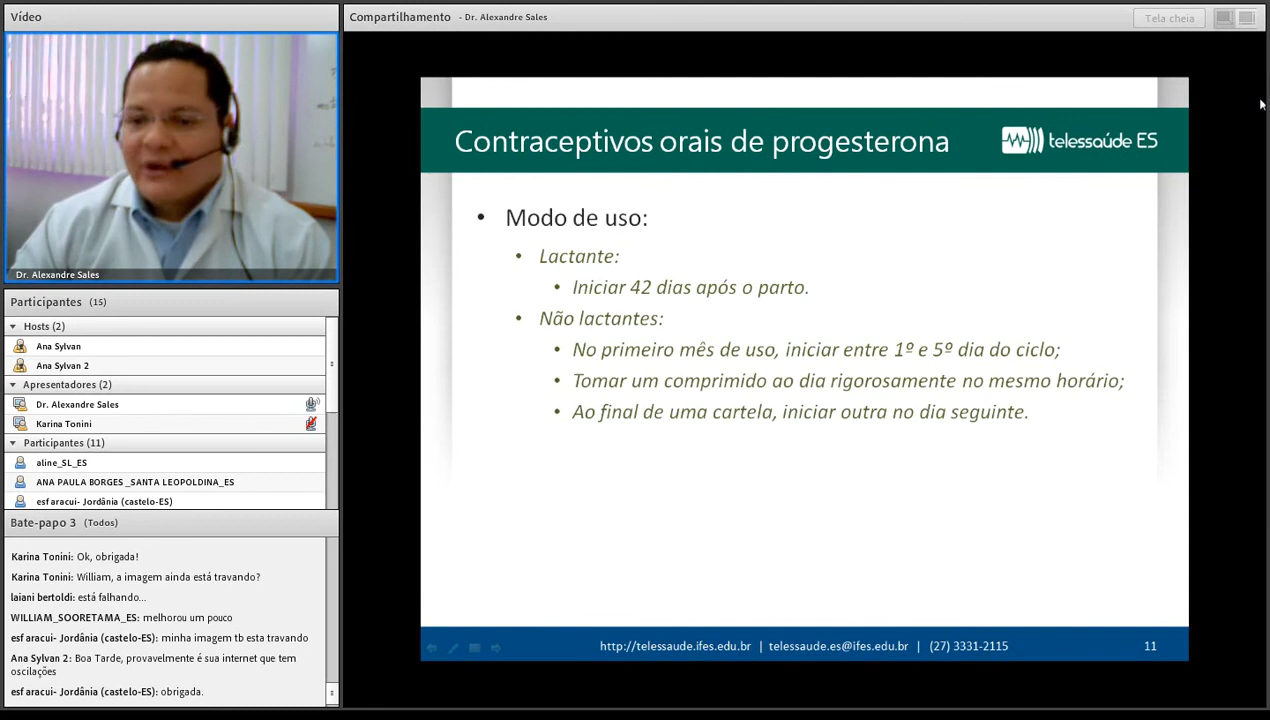 Vídeo
Dr. Alexandre Sales
Participantes (15)
Hosts (2)
Ana Sylvan
Ana Sylvan 2
Apresentadores (2)
Dr. Alexandre Sales
Karina Tonini
Participantes (11)
aline_SL_ES
ANA PAULA BORGES _SANTA LEOPOLDINA_ES
esf aracui- Jordânia (castelo-ES)
Bate-papo 3 (Todos)
Karina Tonini: Ok, obrigada!
Karina Tonini: William, a imagem ainda está travando?
laiani bertoldi: está falhando...
WILLIAM_SOORETAMA_ES: melhorou um pouco
esf aracui- Jordânia (castelo-ES): minha imagem tb esta travando
Ana Sylvan 2: Boa Tarde, provavelmente é sua internet que tem
oscilações
esf aracui- Jordânia (castelo-ES): obrigada.
Compartilhamento - Dr. Alexandre Sales
Tela cheia
Contraceptivos orais de progesterona
telessaúde ES
• Modo de uso:
• Lactante:
• Iniciar 42 dias após o parto.
• Não lactantes:
• No primeiro mês de uso, iniciar entre 1º e 5º dia do ciclo;
• Tomar um comprimido ao dia rigorosamente no mesmo horário;
• Ao final de uma cartela, iniciar outra no dia seguinte.
http://telessaude.ifes.edu.br | telessaude.es@ifes.edu.br | (27) 3331-2115
11